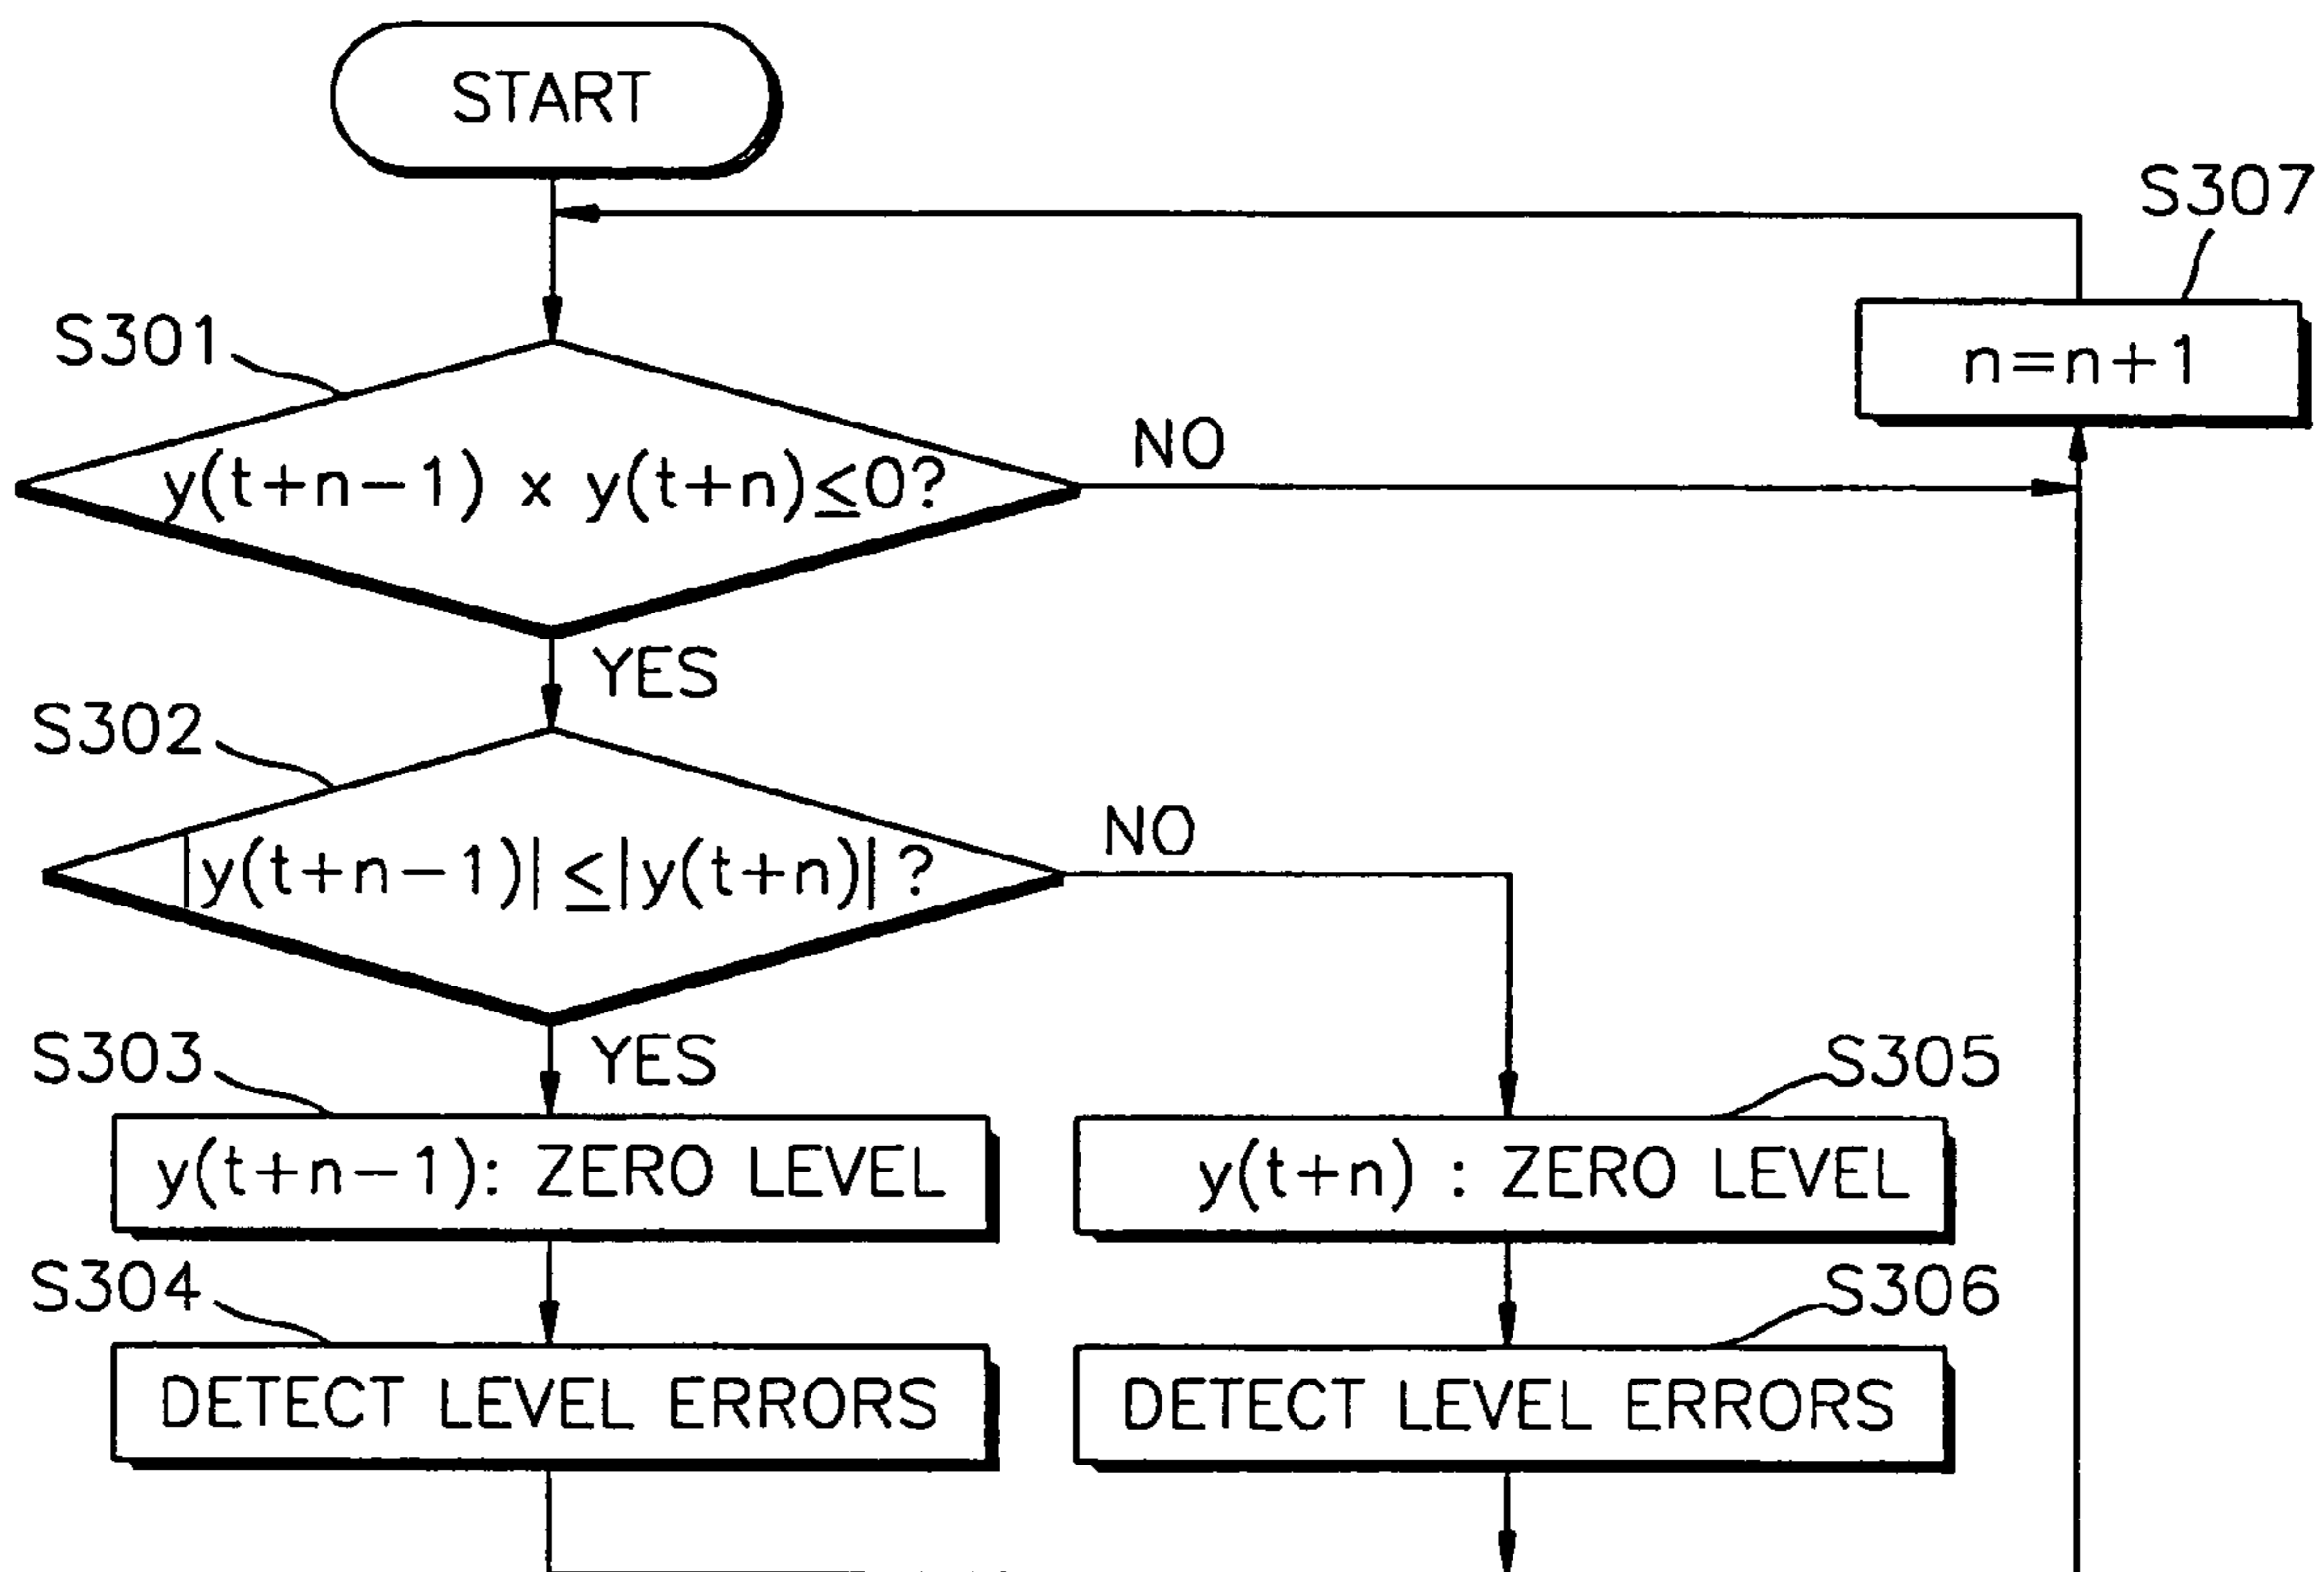 START
S307
n=n+1
S301
y(t+n-1) x y(t+n)≤0?
NO
YES
S302
|y(t+n-1)| ≤|y(t+n)| ?
NO
YES
S303
y(t+n-1): ZERO LEVEL
S305
y(t+n) : ZERO LEVEL
S304
DETECT LEVEL ERRORS
S306
DETECT LEVEL ERRORS